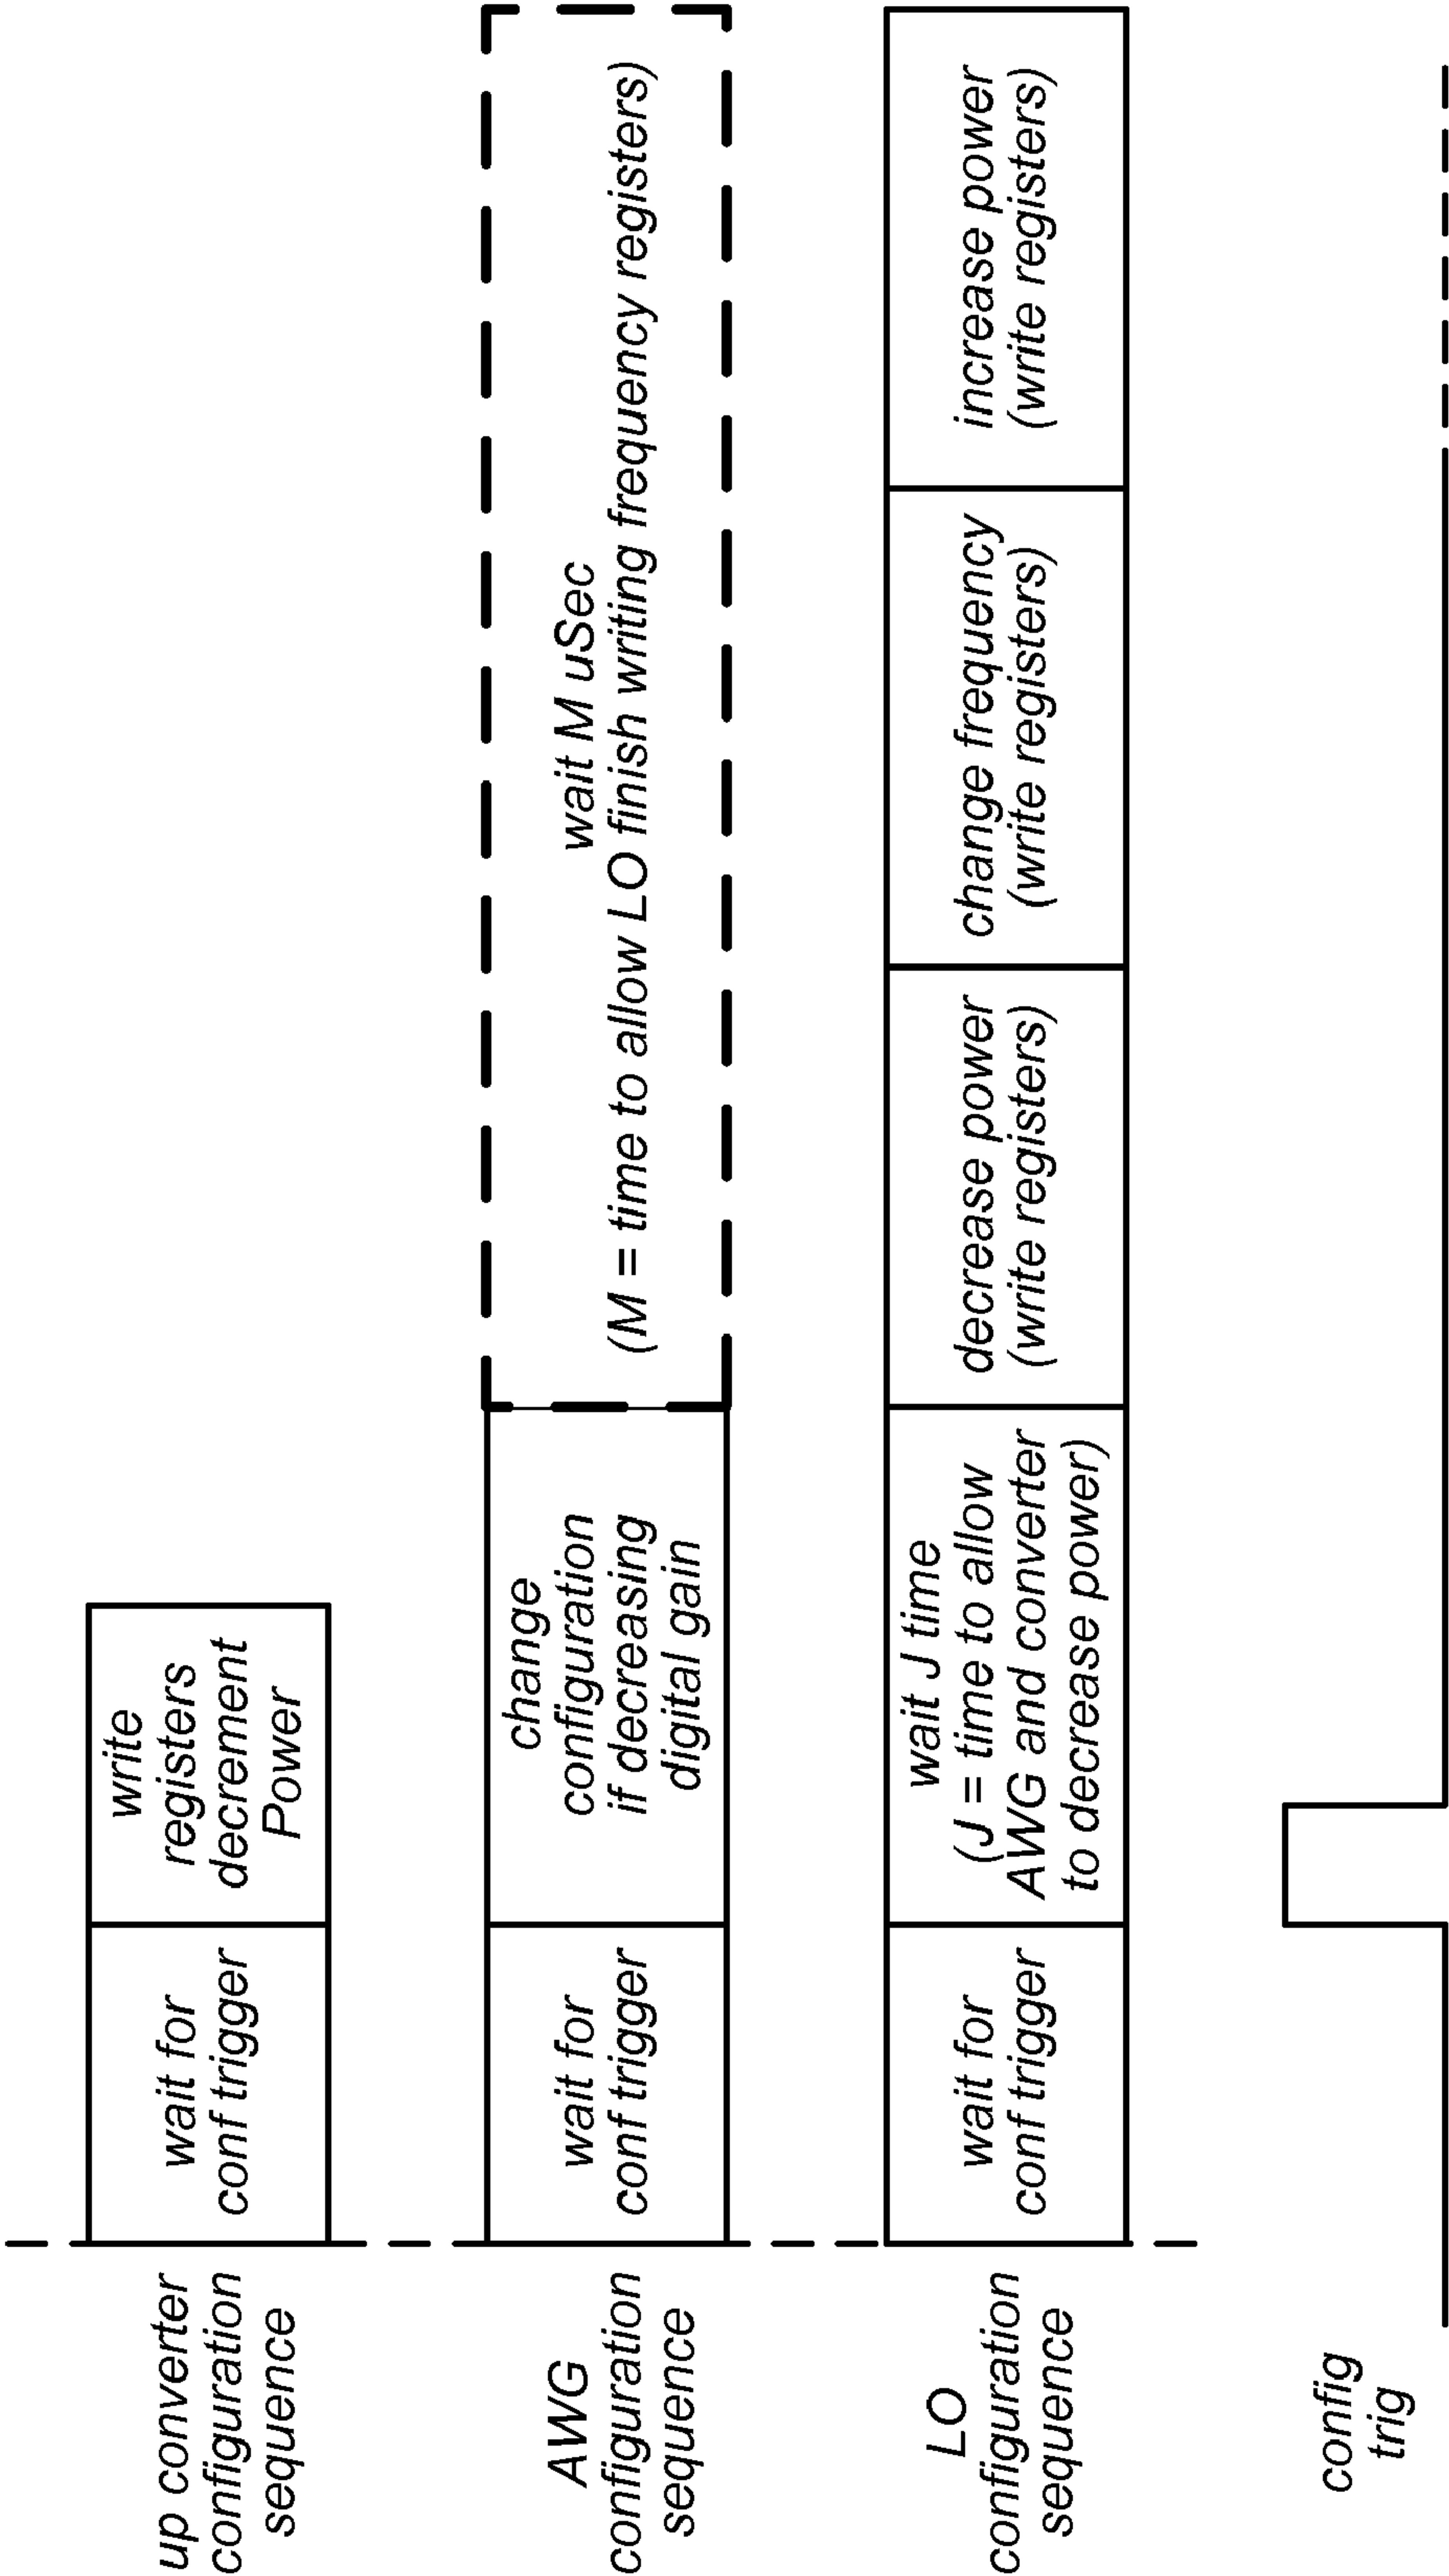 up converter
configuration
sequence
wait for
conf trigger
write
registers
decrement
Power
AWG
configuration
sequence
wait for
conf trigger
change
configuration
if decreasing
digital gain
wait M uSec
(M = time to allow LO finish writing frequency registers)
LO
configuration
sequence
wait for
conf trigger
wait J time
(J = time to allow
AWG and converter
to decrease power)
decrease power
(write registers)
change frequency
(write registers)
increase power
(write registers)
config
trig